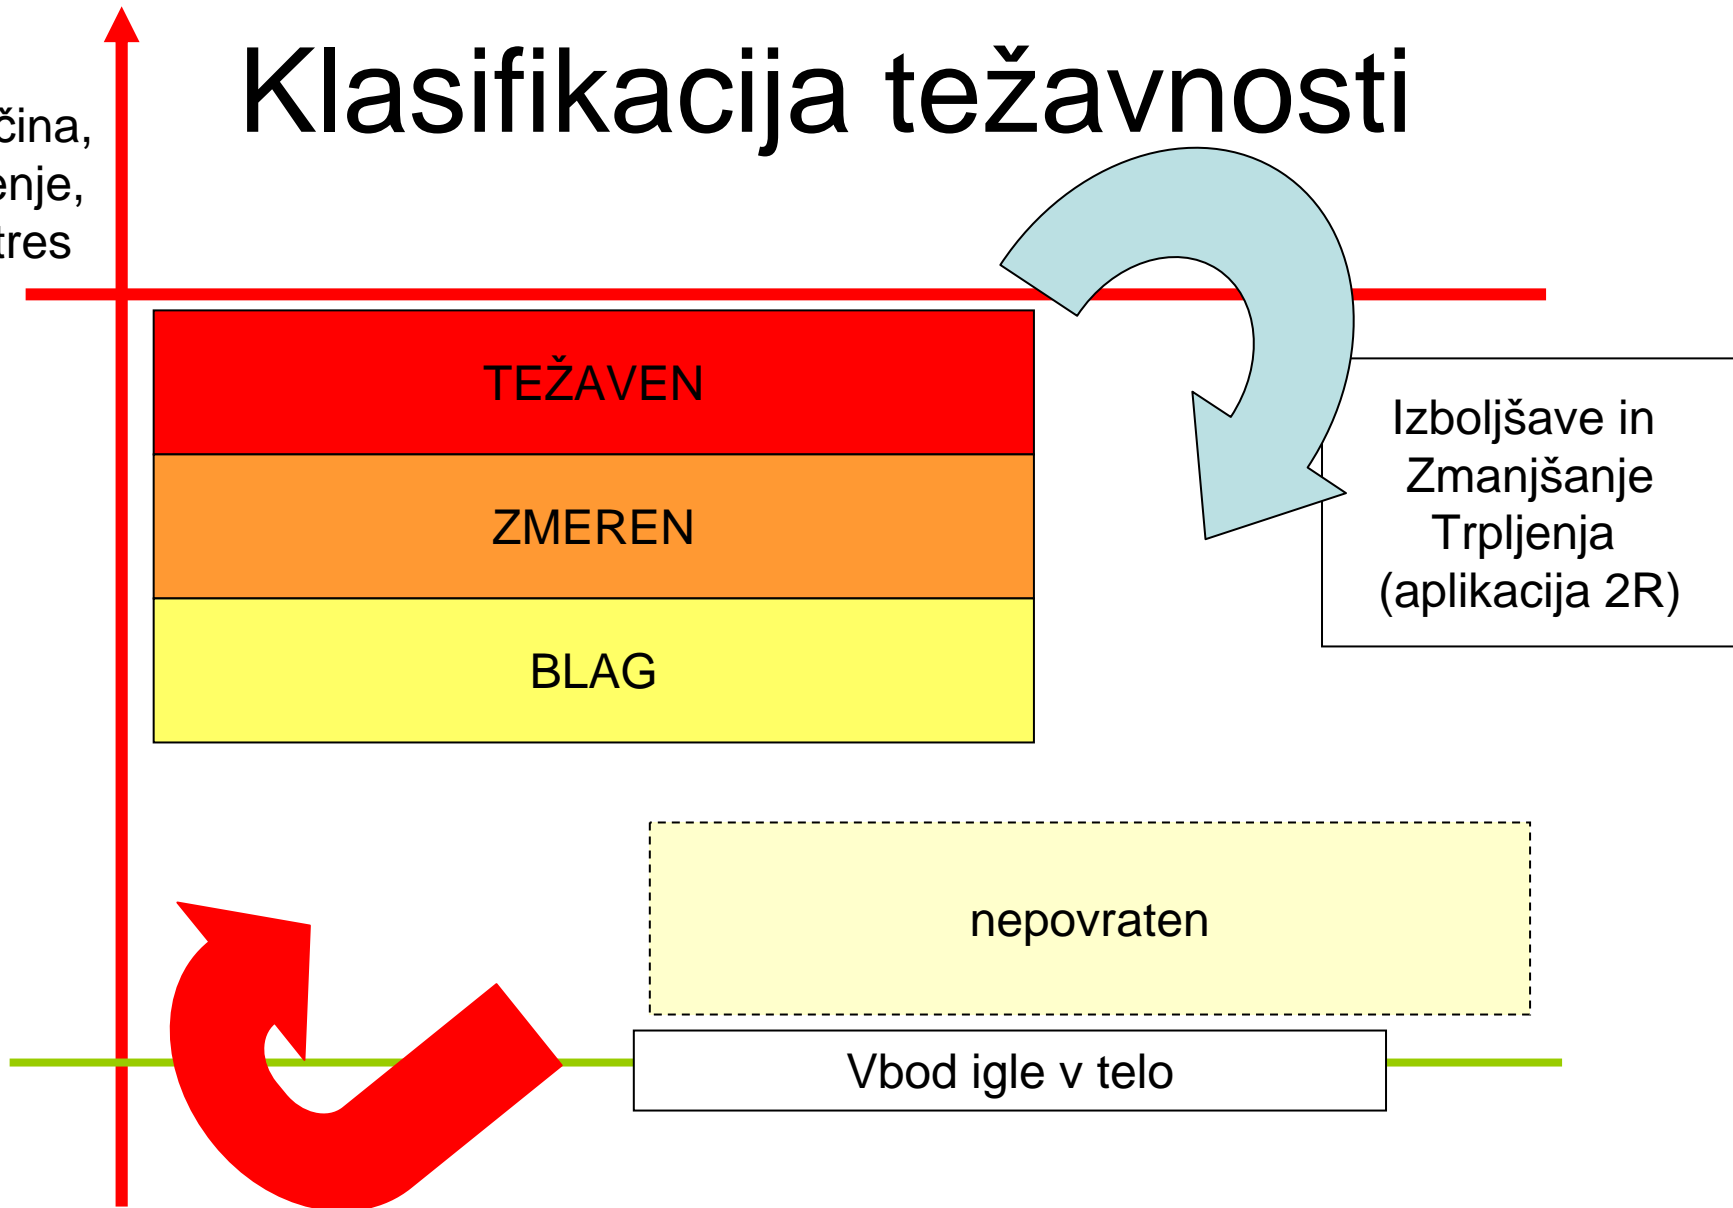 Klasifikacija težavnosti
čina,
enje,
tres
TEŽAVEN
ZMEREN
BLAG
Izboljšave in
Zmanjšanje
Trpljenja
(aplikacija 2R)
nepovraten
Vbod igle v telo